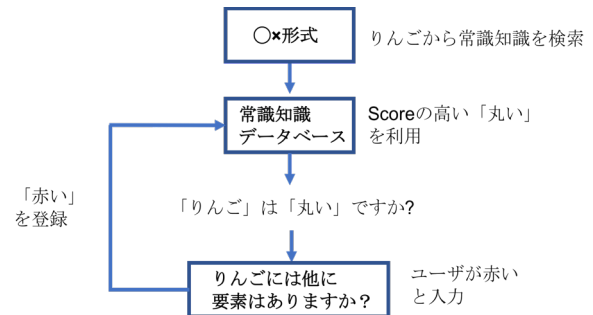 ○×形式
りんごから常識知識を検索
常識知識
データベース
Scoreの高い「丸い」
を利用
「赤い」
を登録
「りんご」は「丸い」ですか?
りんごには他に
要素はありますか？
ユーザが赤い
と入力